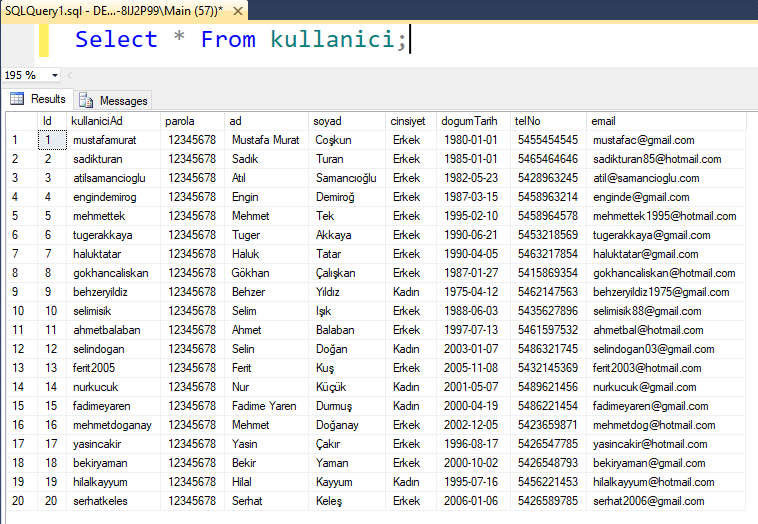 SQLQuery1.sql - DE...-8IJ2P99\Main (57))*
Select * From kullanici;
195 %
Results Messages
Id kullaniciAd parola ad soyad cinsiyet dogumTarih telNo email
1 1 mustafamurat 12345678 Mustafa Murat Coşkun Erkek 1980-01-01 5455454545 mustafac@gmail.com
2 2 sadikturan 12345678 Sadık Turan Erkek 1985-01-01 5465464646 sadikturan85@hotmail.com
3 3 atilsamancioglu 12345678 Atıl Samancıoğlu Erkek 1982-05-23 5428963245 atil@samancioglu.com
4 4 engindemirog 12345678 Engin Demiroğ Erkek 1987-03-15 5458963214 enginde@gmail.com
5 5 mehmettek 12345678 Mehmet Tek Erkek 1995-02-10 5458964578 mehmettek1995@hotmail.com
6 6 tugerakkaya 12345678 Tuger Akkaya Erkek 1990-06-21 5453218569 tugerakkaya@gmail.com
7 7 haluktatar 12345678 Haluk Tatar Erkek 1990-04-05 5463217854 haluktatar@gmail.com
8 8 gokhancaliskan 12345678 Gökhan Çalışkan Erkek 1987-01-27 5415869354 gokhancaliskan@hotmail.com
9 9 behzeryildiz 12345678 Behzer Yıldız Kadın 1975-04-12 5462147563 behzeryildiz1975@gmail.com
10 10 selimisik 12345678 Selim Işık Erkek 1988-06-03 5435627896 selimisik88@gmail.com
11 11 ahmetbalaban 12345678 Ahmet Balaban Erkek 1997-07-13 5461597532 ahmetbal@hotmail.com
12 12 selindogan 12345678 Selin Doğan Kadın 2003-01-07 5486321745 selindogan03@gmail.com
13 13 ferit2005 12345678 Ferit Kuş Erkek 2005-11-08 5432145369 ferit2003@hotmail.com
14 14 nurkucuk 12345678 Nur Küçük Kadın 2001-05-07 5489621456 nurkucuk@gmail.com
15 15 fadimeyaren 12345678 Fadime Yaren Durmuş Kadın 2000-04-19 5486221454 fadimeyaren@gmail.com
16 16 mehmetdoganay 12345678 Mehmet Doğanay Erkek 2002-12-05 5423659871 mehmetdog@hotmail.com
17 17 yasincakir 12345678 Yasin Çakır Erkek 1996-08-17 5426547785 yasincakir@hotmail.com
18 18 bekiryaman 12345678 Bekir Yaman Erkek 2000-10-02 5426548793 bekiryaman@gmail.com
19 19 hilalkayyum 12345678 Hilal Kayyum Kadın 1995-07-16 5456221453 hilalkayyum@hotmail.com
20 20 serhatkeles 12345678 Serhat Keleş Erkek 2006-01-06 5426589785 serhat2006@gmail.com